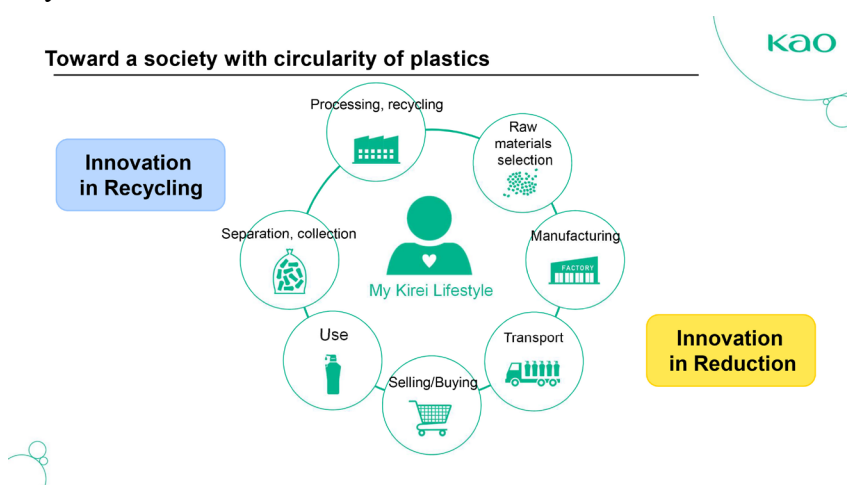 Kao
Toward a society with circularity of plastics
Processing, recycling
Raw
materials
selection
Innovation
in Recycling
Separation, collection
Manufacturing
FACTORY
My Kirei Lifestyle
Use
Transport
Innovation
in Reduction
Selling/Buying